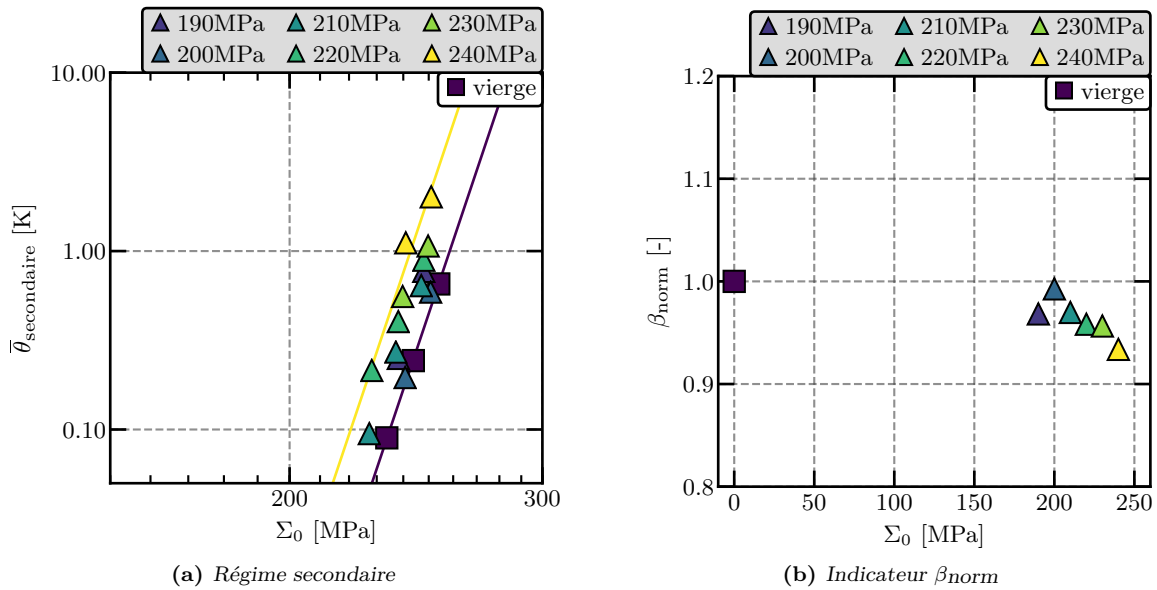 190MPa 210MPa 230MPa
200MPa 220MPa 240MPa
vierge
10.00
1.00
0.10
θ̅secondaire [K]
200 300
Σ0 [MPa]
(a) Régime secondaire
190MPa 210MPa 230MPa
200MPa 220MPa 240MPa
vierge
1.2
1.1
1.0
0.9
0.8
βnorm [-]
0 50 100 150 200 250
Σ0 [MPa]
(b) Indicateur βnorm